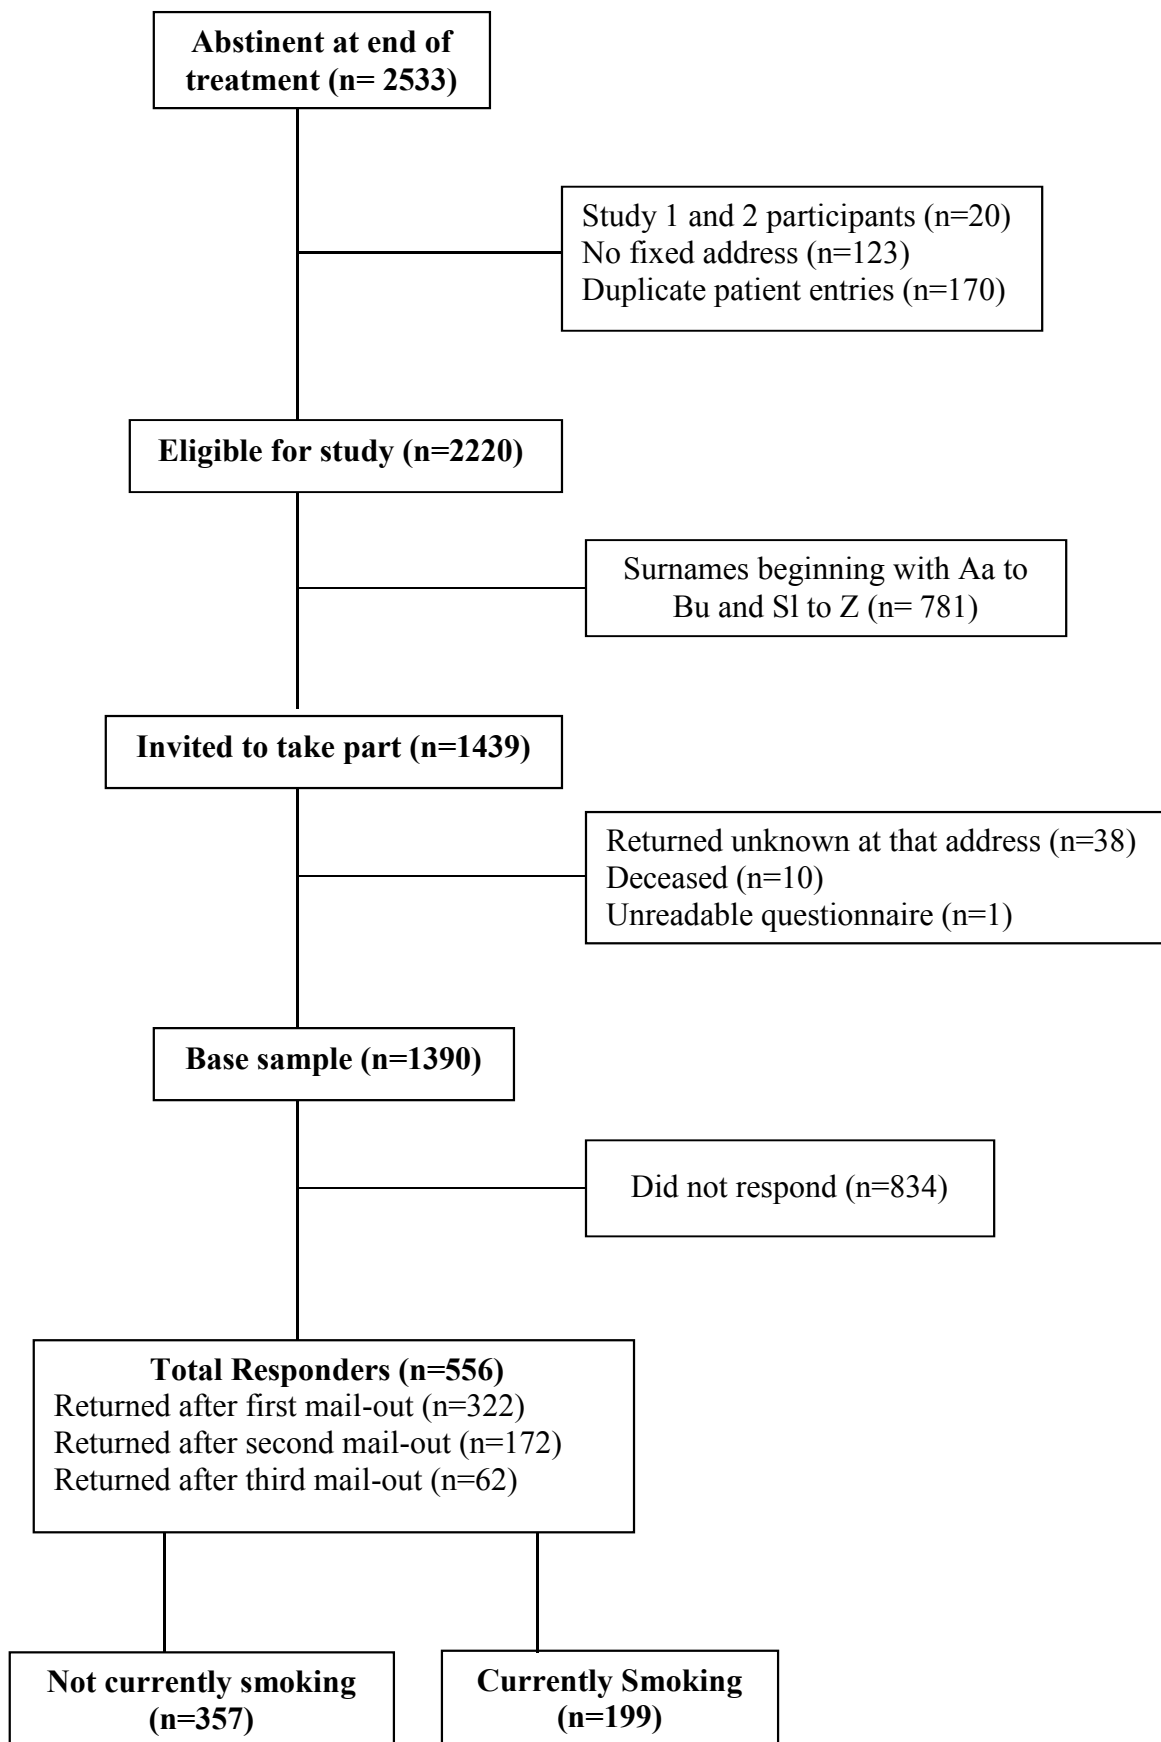 Abstinent at end of
treatment (n= 2533)
Study 1 and 2 participants (n=20)
No fixed address (n=123)
Duplicate patient entries (n=170)
Eligible for study (n=2220)
Surnames beginning with Aa to
Bu and Sl to Z (n= 781)
Invited to take part (n=1439)
Returned unknown at that address (n=38)
Deceased (n=10)
Unreadable questionnaire (n=1)
Base sample (n=1390)
Did not respond (n=834)
Total Responders (n=556)
Returned after first mail-out (n=322)
Returned after second mail-out (n=172)
Returned after third mail-out (n=62)
Not currently smoking
(n=357)
Currently Smoking
(n=199)